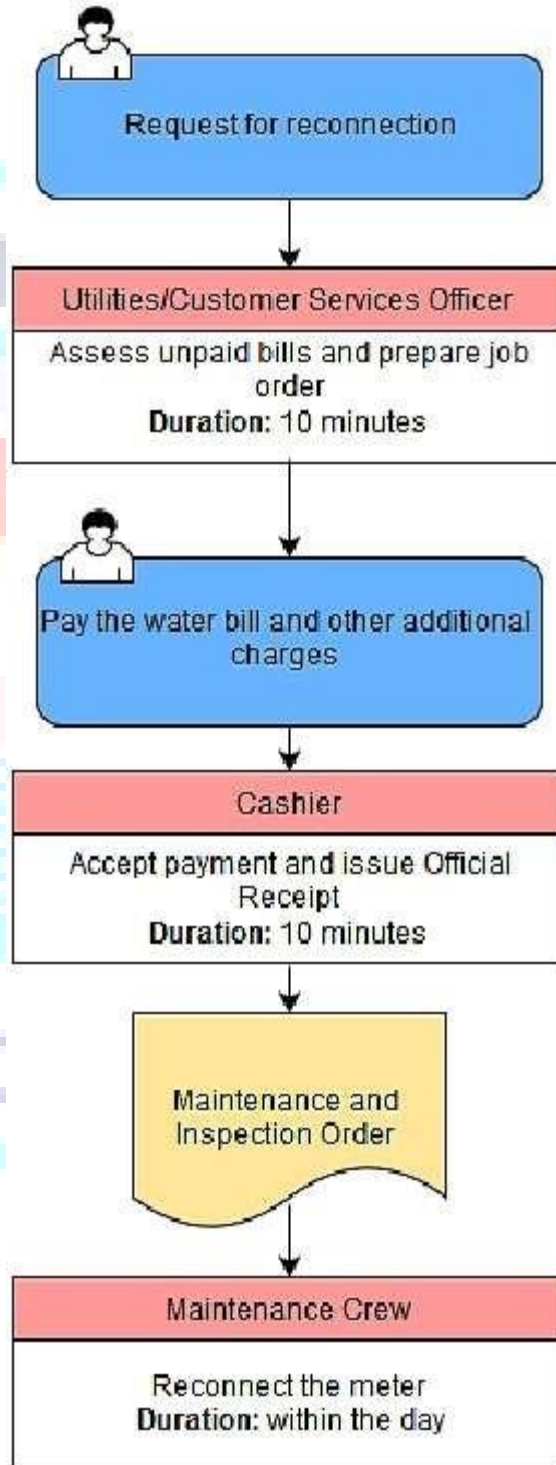 Request for reconnection
Utilities/Customer Services Officer
Assess unpaid bills and prepare job
order
Duration: 10 minutes
Pay the water bill and other additional
charges
Cashier
Accept payment and issue Official
Receipt
Duration: 10 minutes
Maintenance and
Inspection Order
Maintenance Crew
Reconnect the meter
Duration: within the day